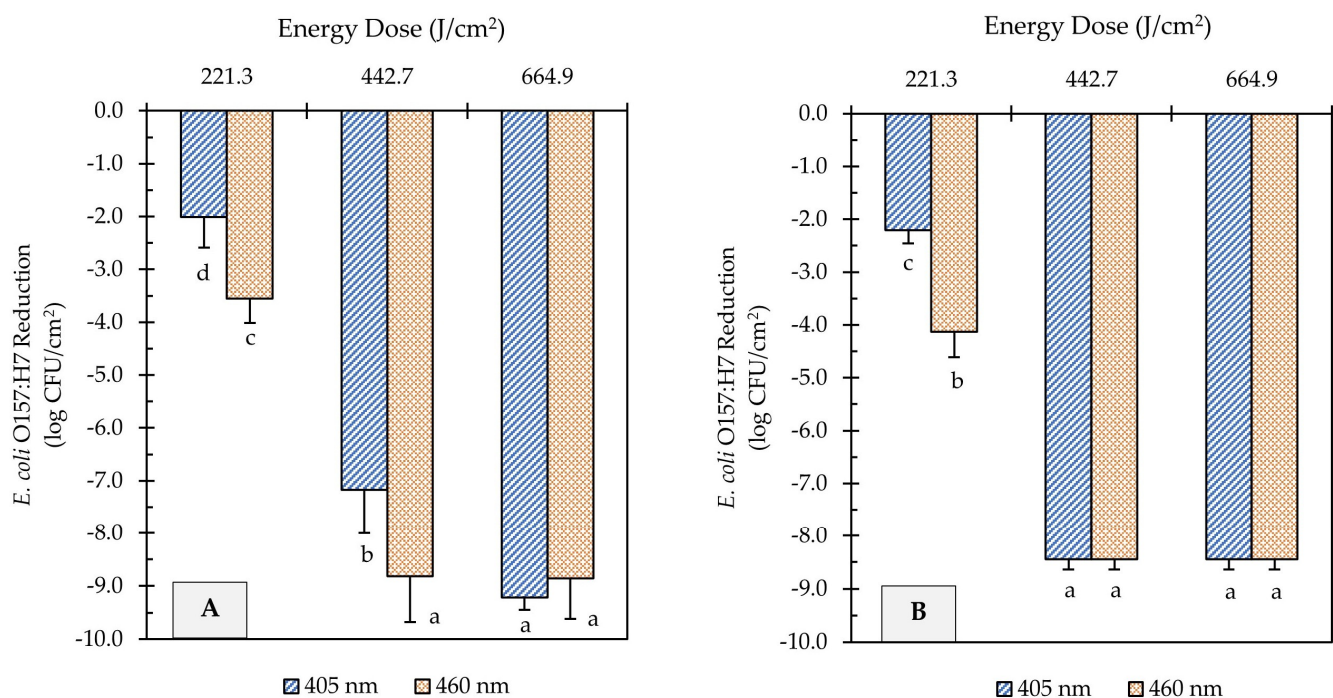 Energy Dose (J/cm²)
221.3 442.7 664.9
0.0
-1.0
-2.0
-3.0
-4.0
-5.0
-6.0
-7.0
-8.0
-9.0
-10.0
E. coli O157:H7 Reduction
(log CFU/cm²)
d
c
b
a
a
a
A
405 nm 460 nm
Energy Dose (J/cm²)
221.3 442.7 664.9
0.0
-1.0
-2.0
-3.0
-4.0
-5.0
-6.0
-7.0
-8.0
-9.0
-10.0
E. coli O157:H7 Reduction
(log CFU/cm²)
c
b
a a a a
B
405 nm 460 nm